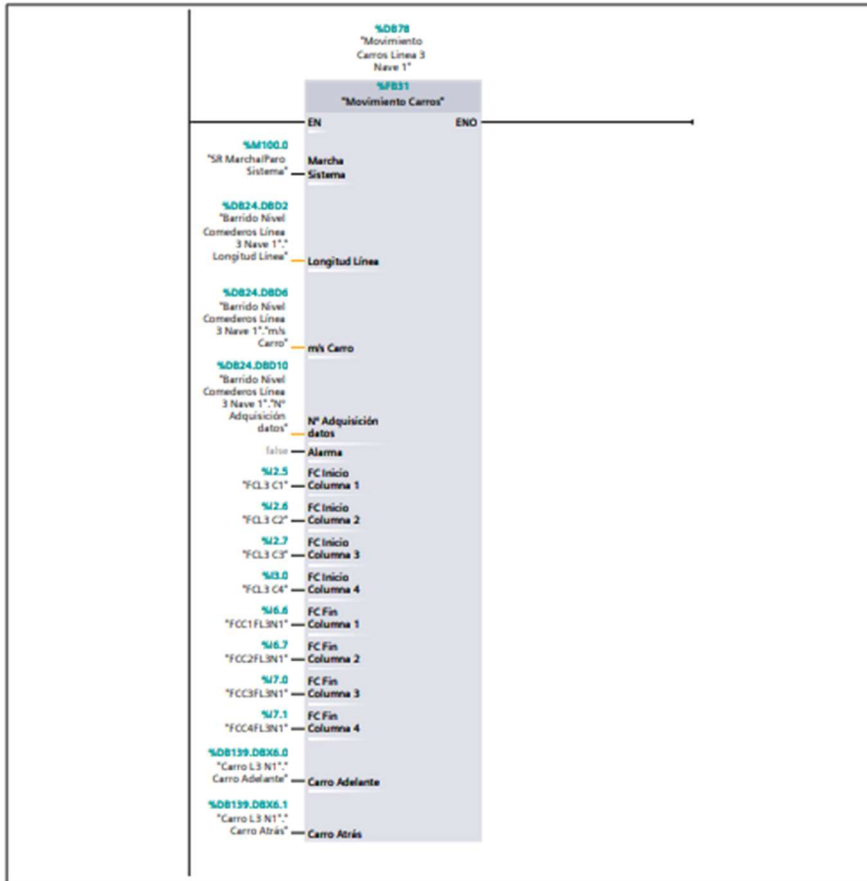 %DB78
"Movimiento
Carros Linea 3
Nave 1"
%FB31
"Movimiento Carros"
EN ENO
%M100.0
"SR Marcha/Paro
Sistema"
Marcha
Sistema
%DB24.DBD2
"Barrido Nivel
Comederos Línea
3 Nave 1"."
Longitud Línea"
Longitud Línea
%DB24.DBD6
"Barrido Nivel
Comederos Línea
3 Nave 1"."m/s
Carro"
m/s Carro
%DB24.DBD10
"Barrido Nivel
Comederos Línea
3 Nave 1"."Nº
Adquisición
datos"
Nº Adquisición
datos
false Alarma
%I2.5
"FCL3 C1"
FC Inicio
Columna 1
%I2.6
"FCL3 C2"
FC Inicio
Columna 2
%I2.7
"FCL3 C3"
FC Inicio
Columna 3
%I3.0
"FCL3 C4"
FC Inicio
Columna 4
%I6.6
"FCC1FL3N1"
FC Fin
Columna 1
%I6.7
"FCC2FL3N1"
FC Fin
Columna 2
%I7.0
"FCC3FL3N1"
FC Fin
Columna 3
%I7.1
"FCC4FL3N1"
FC Fin
Columna 4
%DB139.DBX6.0
"Carro L3 N1"."
Carro Adelante"
Carro Adelante
%DB139.DBX6.1
"Carro L3 N1"."
Carro Atrás"
Carro Atrás